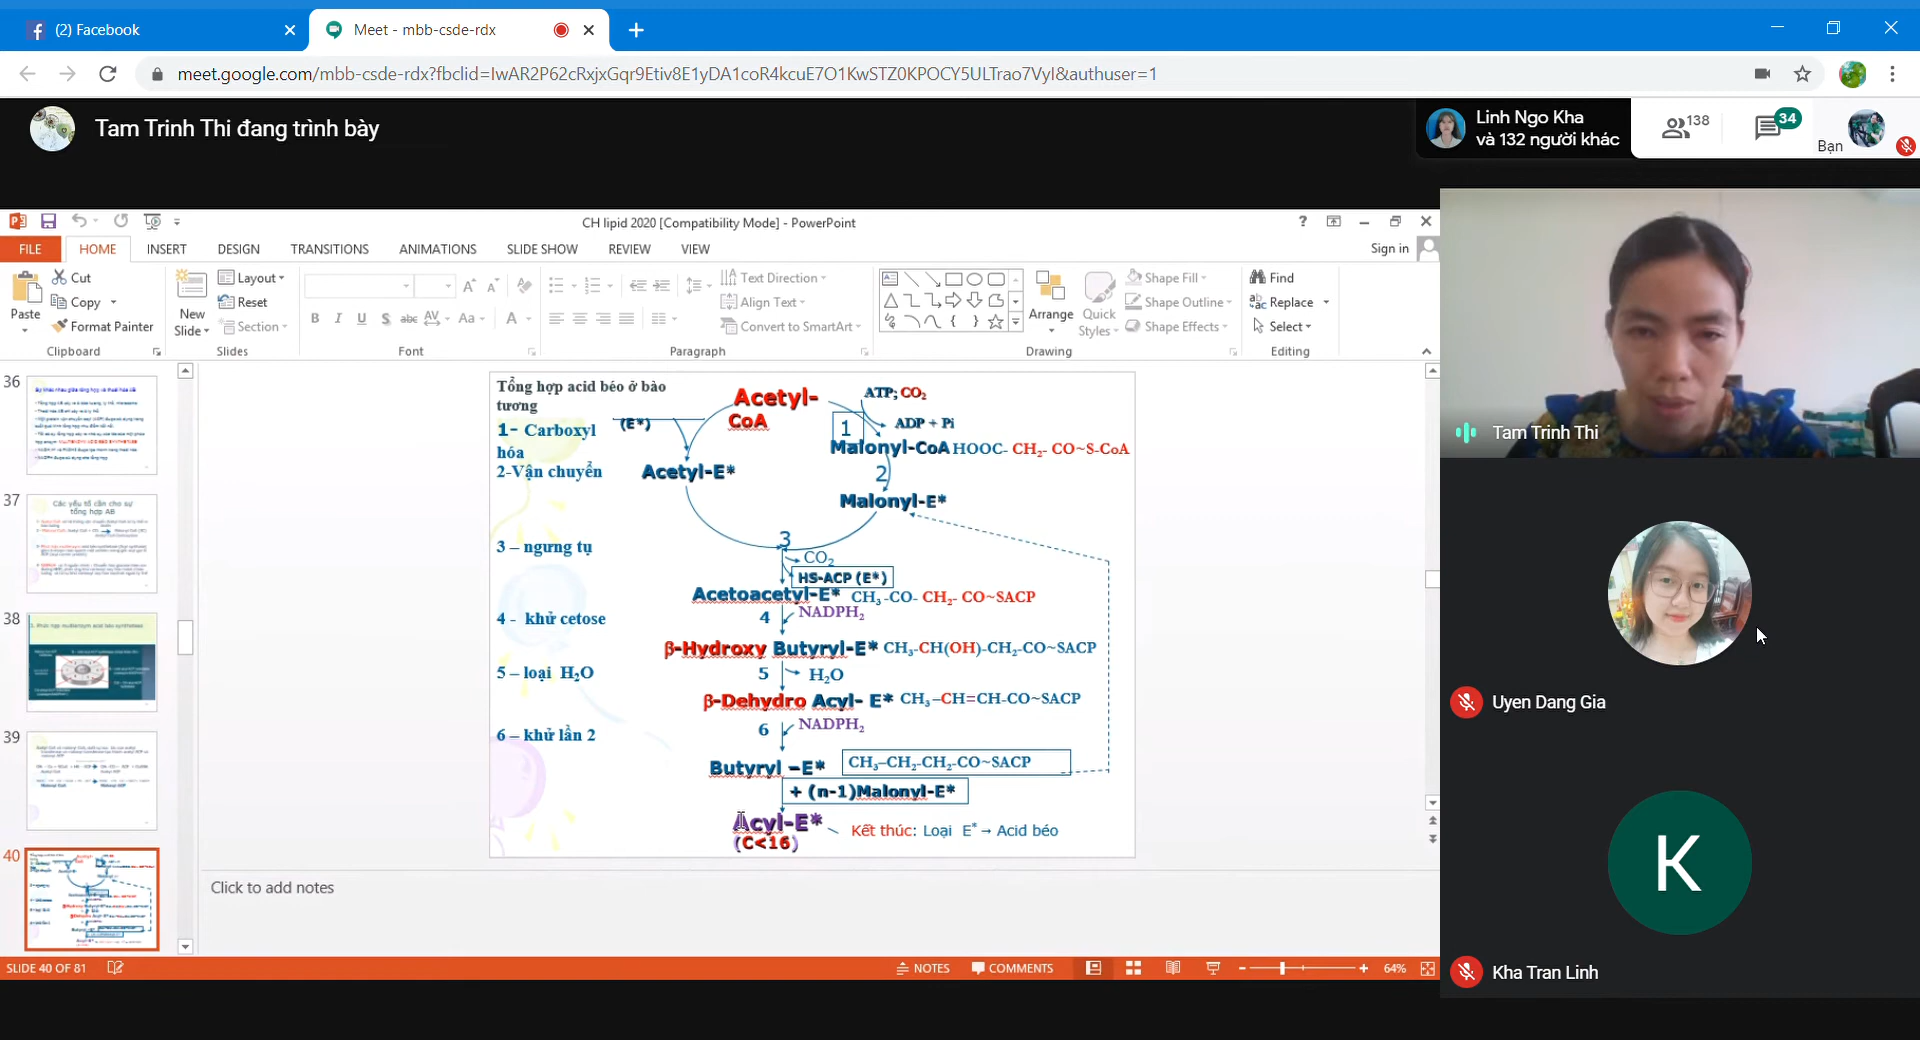 (2) Facebook
Meet - mbb-csde-rdx
meet.google.com/mbb-csde-rdx?fbclid=IwAR2P62cRxjxGqr9Etiv8E1yDA1coR4kcuE7O1KwSTZ0KPOCY5ULTrao7VyI&authuser=1
Tam Trinh Thi đang trình bày
Linh Ngo Kha
và 132 người khác
138
34
Bạn
CH lipid 2020 [Compatibility Mode] - PowerPoint
FILE HOME INSERT DESIGN TRANSITIONS ANIMATIONS SLIDE SHOW REVIEW VIEW
Sign in
Paste
Cut
Copy
Format Painter
Clipboard
New Slide
Layout
Reset
Section
Slides
Font
Text Direction
Align Text
Convert to SmartArt
Paragraph
Arrange
Quick Styles
Shape Fill
Shape Outline
Shape Effects
Drawing
Find
Replace
Select
Editing
36
37
Các yếu tố cần cho sự
tổng hợp AB
38
39
40
Tổng hợp acid béo ở bào
tương
1- Carboxyl
hóa
2-Vận chuyển
3 – ngưng tụ
4 - khử cetose
5 – loại H₂O
6 – khử lần 2
Acetyl-
CoA
(E*)
ATP; CO₂
1
ADP + Pi
Malonyl-CoA HOOC- CH₂- CO~S-CoA
Acetyl-E*
2
Malonyl-E*
3
CO₂
HS-ACP (E*)
Acetoacetyl-E* CH₃-CO- CH₂- CO~SACP
4 NADPH₂
β-Hydroxy Butyryl-E* CH₃-CH(OH)-CH₂-CO~SACP
5 H₂O
β-Dehydro Acyl- E* CH₃–CH=CH-CO~SACP
6 NADPH₂
Butyryl –E* CH₃–CH₂-CH₂-CO~SACP
+ (n-1)Malonyl-E*
Acyl-E*
(C<16)
Kết thúc: Loại E* → Acid béo
Click to add notes
SLIDE 40 OF 81
NOTES
COMMENTS
64%
Tam Trinh Thi
Uyen Dang Gia
K
Kha Tran Linh